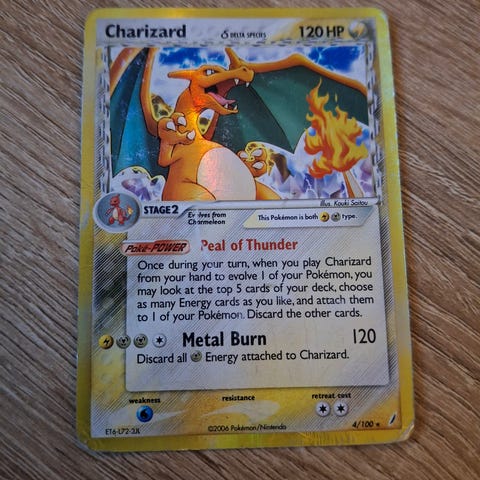 Charizard δ DELTA SPECIES 120 HP
Illus. Kouki Saitou
STAGE 2 Evolves from Charmeleon This Pokémon is both type.
Poké-POWER Peal of Thunder
Once during your turn, when you play Charizard
from your hand to evolve 1 of your Pokémon, you
may look at the top 5 cards of your deck, choose
as many Energy cards as you like, and attach them
to 1 of your Pokémon. Discard the other cards.
Metal Burn 120
Discard all Energy attached to Charizard.
weakness resistance retreat cost
©2006 Pokémon/Nintendo 4/100 ★